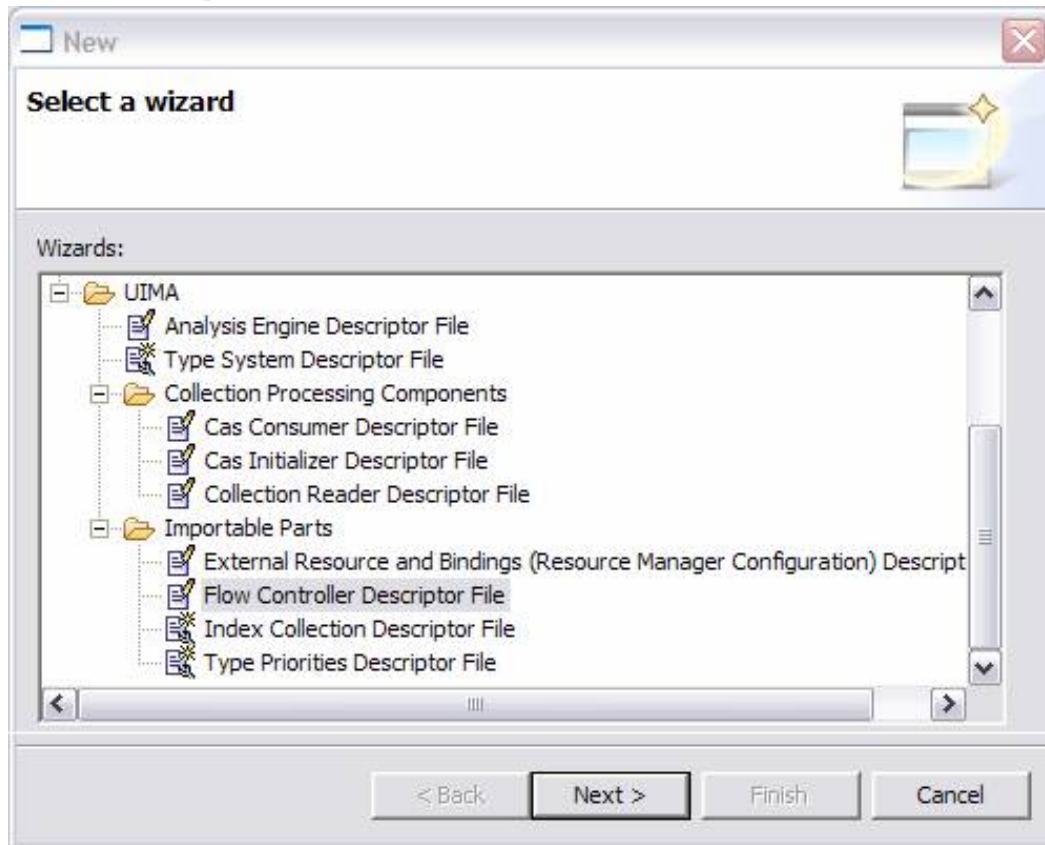 New
Select a wizard
Wizards:
UIMA
Analysis Engine Descriptor File
Type System Descriptor File
Collection Processing Components
Cas Consumer Descriptor File
Cas Initializer Descriptor File
Collection Reader Descriptor File
Importable Parts
External Resource and Bindings (Resource Manager Configuration) Descript
Flow Controller Descriptor File
Index Collection Descriptor File
Type Priorities Descriptor File
< Back Next > Finish Cancel